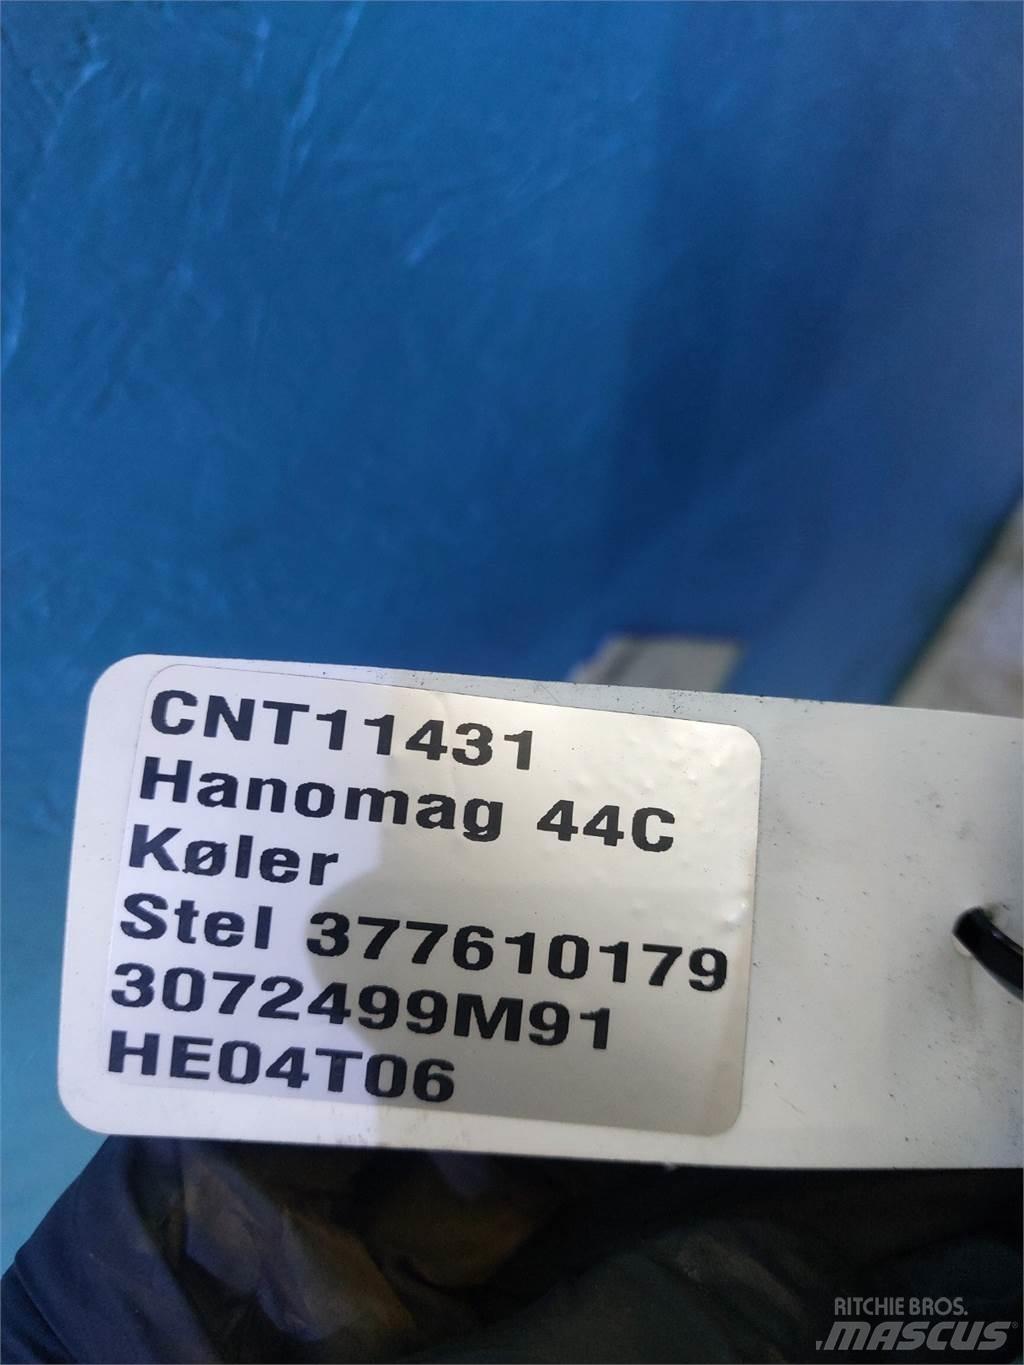 CNT11431
Hanomag 44C
Køler
Stel 377610179
3072499M91
HE04T06
RITCHIE BROS.
MASCUS